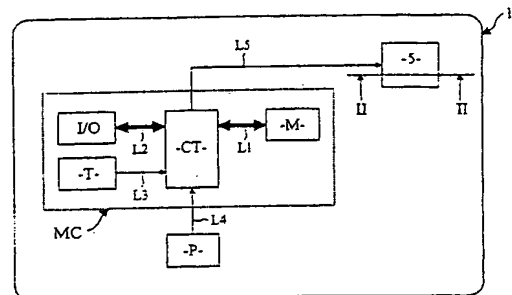 1
L5
-5-
II
II
I/O
L2
-CT-
L1
-M-
-T-
L3
L4
MC
-P-